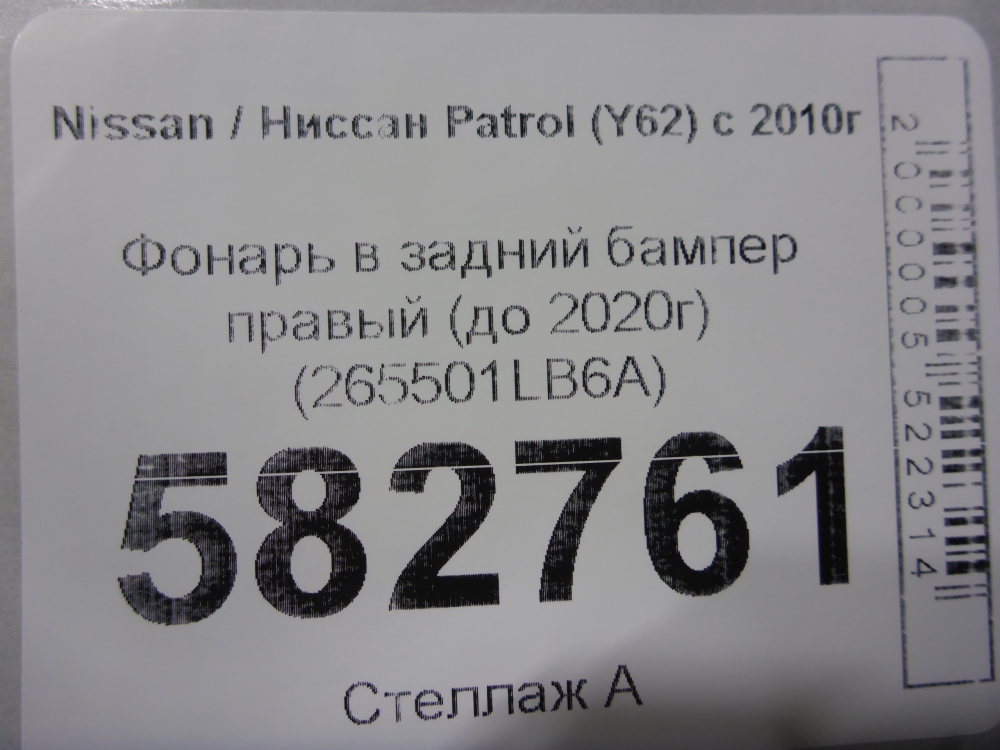 Nissan / Ниссан Patrol (Y62) с 2010г
Фонарь в задний бампер
правый (до 2020г)
(265501LB6A)
582761
Стеллаж А
2000005522314